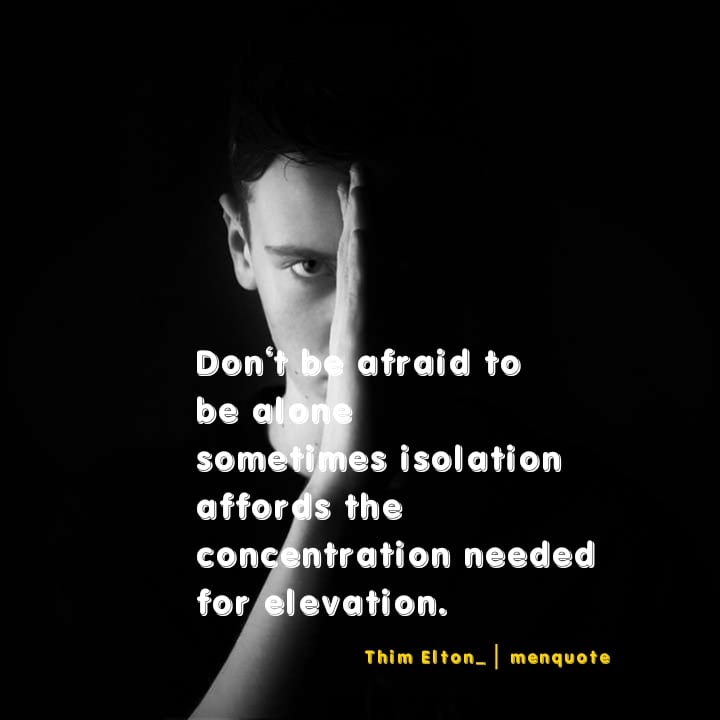 Don‘t be afraid to
be alone
sometimes isolation
affords the
concentration needed
for elevation.
Thim Elton_ | menquote